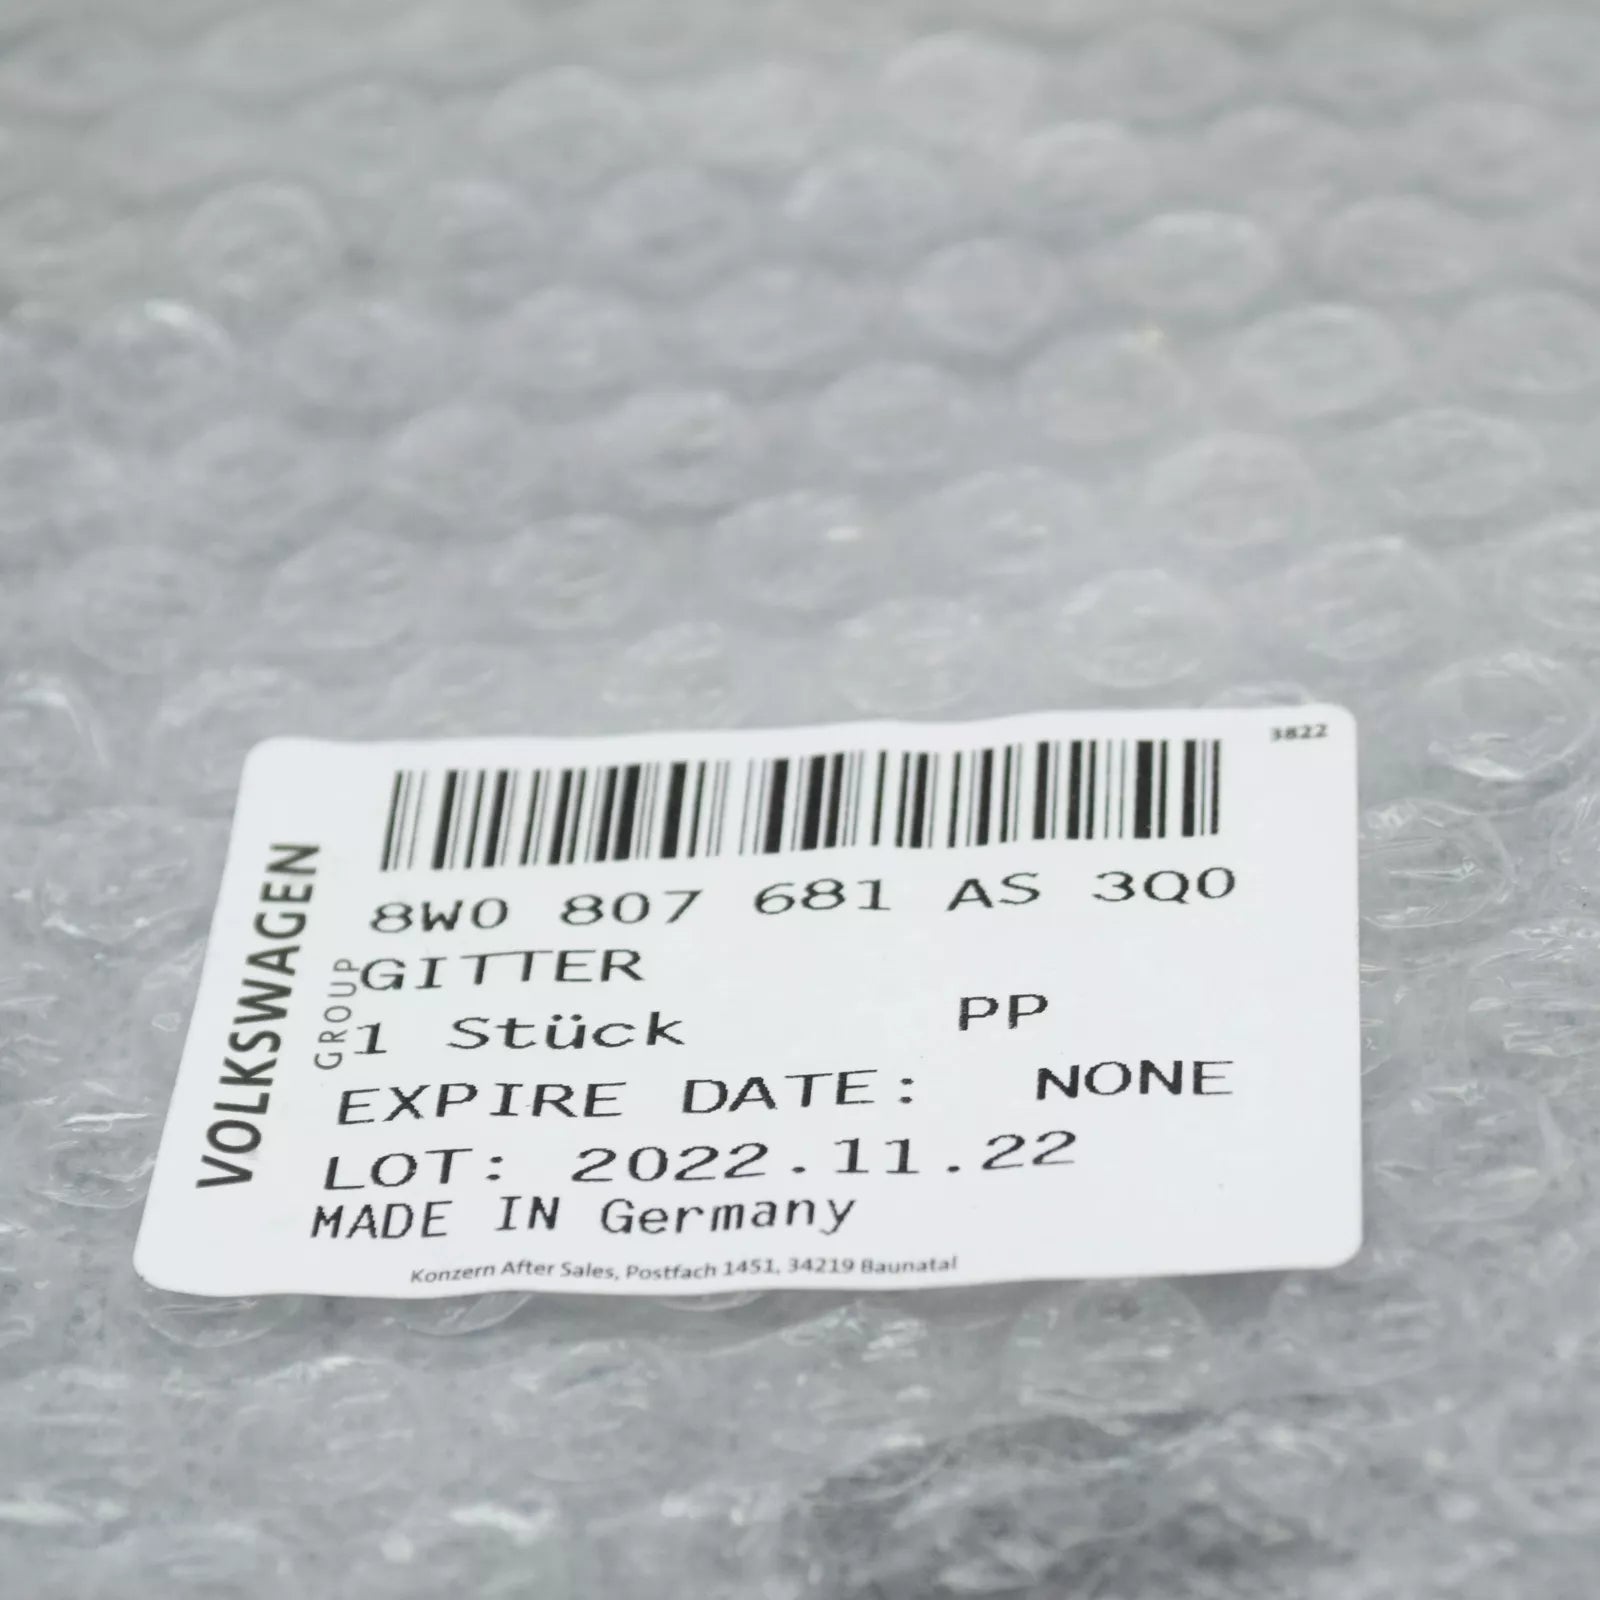 3822
8W0 807 681 AS 3Q0
GITTER
1 Stück PP
EXPIRE DATE: NONE
LOT: 2022.11.22
MADE IN Germany
Konzern After Sales, Postfach 1451, 34219 Baunatal
VOLKSWAGEN
GROUP